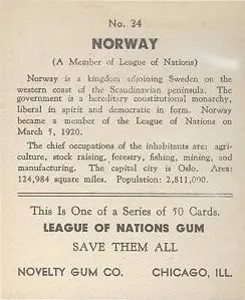 No. 34
NORWAY
(A Member of League of Nations)
Norway is a kingdom adjoining Sweden on the
western coast of the Scandinavian peninsula. The
government is a hereditary constitutional monarchy,
liberal in spirit and democratic in form. Norway
became a member of the League of Nations on
March 5, 1920.
The chief occupations of the inhabitants are: agri-
culture, stock raising, forestry, fishing, mining, and
manufacturing. The capital city is Oslo. Area:
124,984 square miles. Population: 2,811,000.
This Is One of a Series of 50 Cards.
LEAGUE OF NATIONS GUM
SAVE THEM ALL
NOVELTY GUM CO. CHICAGO, ILL.